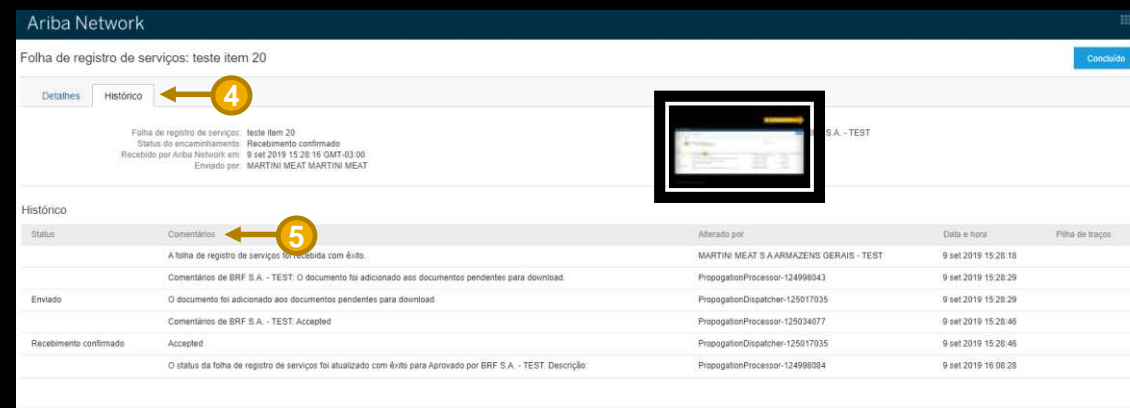 Ariba Network
Folha de registro de serviços: teste item 20
Concluído
Detalhes Histórico 4
Folha de registro de serviços: teste item 20
Status do encaminhamento: Recebimento confirmado
Recebido por Ariba Network em: 9 set 2019 15:28:16 GMT-03:00
Enviado por: MARTINI MEAT MARTINI MEAT
S.A. - TEST
Histórico
Status Comentários 5 Alterado por Data e hora Pilha de traços
A folha de registro de serviços foi recebida com êxito. MARTINI MEAT S A ARMAZENS GERAIS - TEST 9 set 2019 15:28:18
Comentários de BRF S.A. - TEST: O documento foi adicionado aos documentos pendentes para download. PropogationProcessor-124998043 9 set 2019 15:28:29
Enviado O documento foi adicionado aos documentos pendentes para download. PropogationDispatcher-125017035 9 set 2019 15:28:29
Comentários de BRF S.A. - TEST: Accepted PropogationProcessor-125034077 9 set 2019 15:28:46
Recebimento confirmado Accepted PropogationDispatcher-125017035 9 set 2019 15:28:46
O status da folha de registro de serviços foi atualizado com êxito para Aprovado por BRF S.A. - TEST. Descrição: PropogationProcessor-124998084 9 set 2019 16:08:28